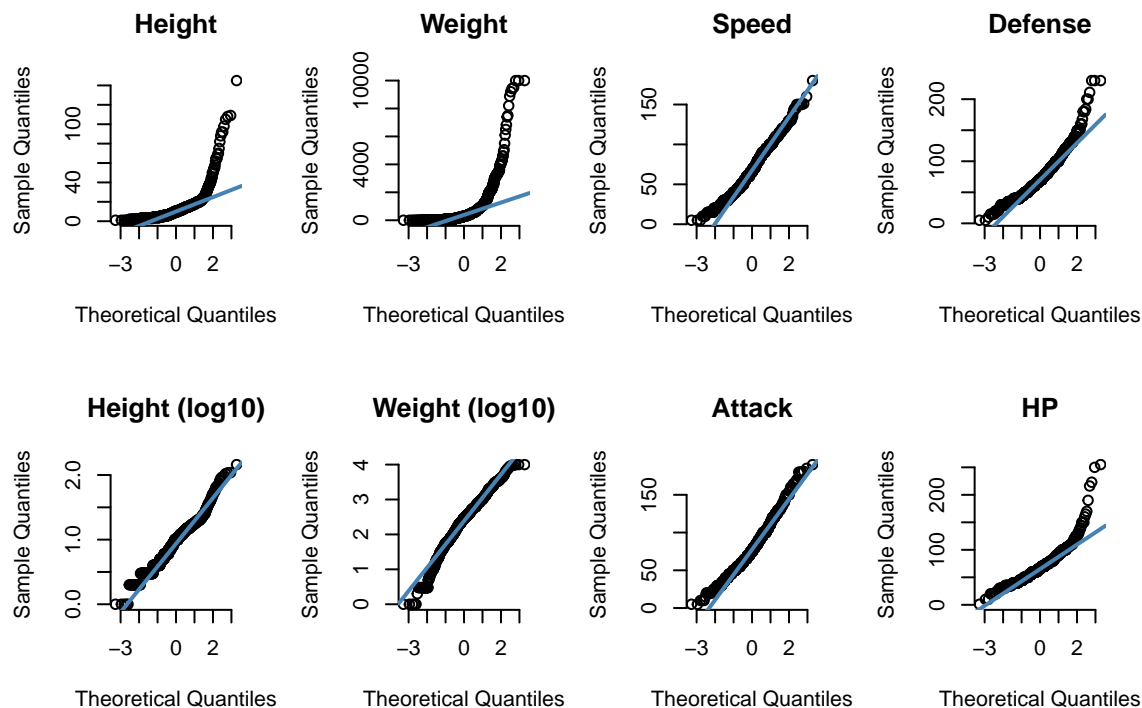 Height
Weight
Speed
Defense
Sample Quantiles
0 40 100
−3 0 2
Theoretical Quantiles
Sample Quantiles
0 4000 10000
−3 0 2
Theoretical Quantiles
Sample Quantiles
0 50 100 150
−3 0 2
Theoretical Quantiles
Sample Quantiles
0 50 100 200
−3 0 2
Theoretical Quantiles
Height (log10)
Weight (log10)
Attack
HP
Sample Quantiles
0.0 1.0 2.0
−3 0 2
Theoretical Quantiles
Sample Quantiles
0 1 2 3 4
−3 0 2
Theoretical Quantiles
Sample Quantiles
0 50 100 150
−3 0 2
Theoretical Quantiles
Sample Quantiles
0 50 100 200
−3 0 2
Theoretical Quantiles